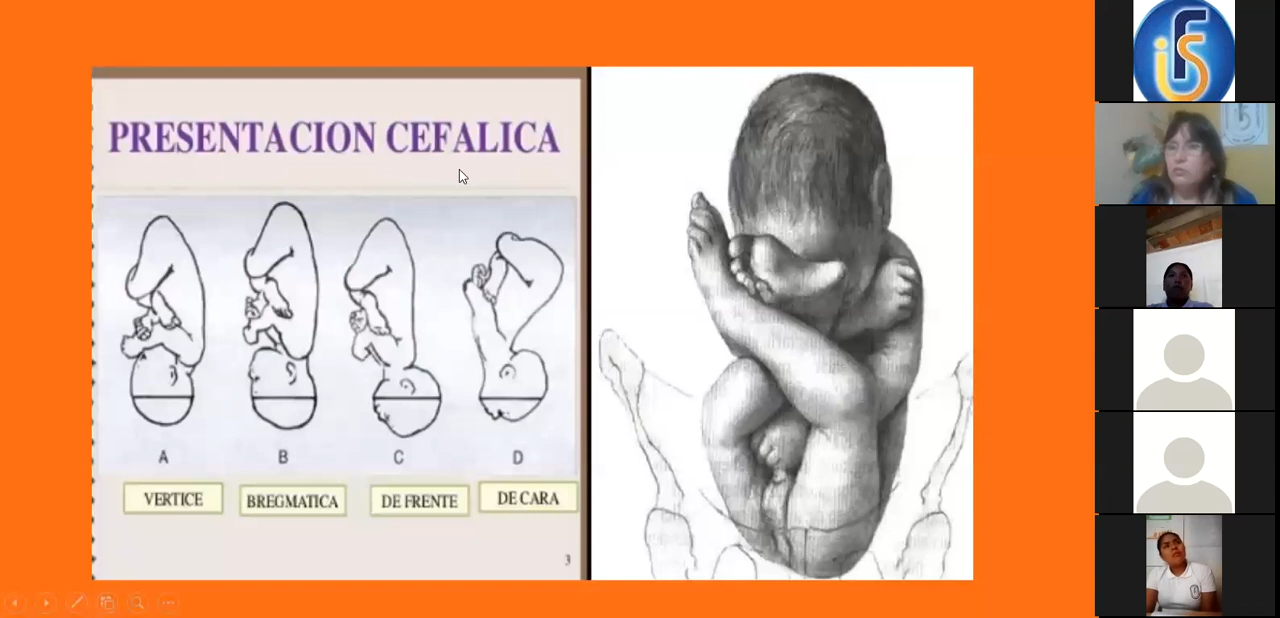 PRESENTACION CEFALICA
A B C D
VERTICE BREGMATICA DE FRENTE DE CARA
3